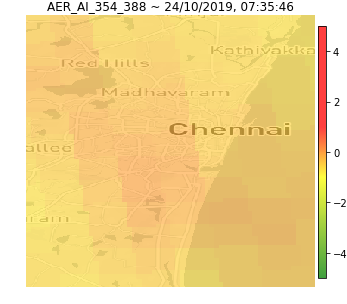 AER_AI_354_388 ~ 24/10/2019, 07:35:46
Kathivakka
Red Hills
Madhavaram
Chennai
allee
ram
4
2
0
−2
−4